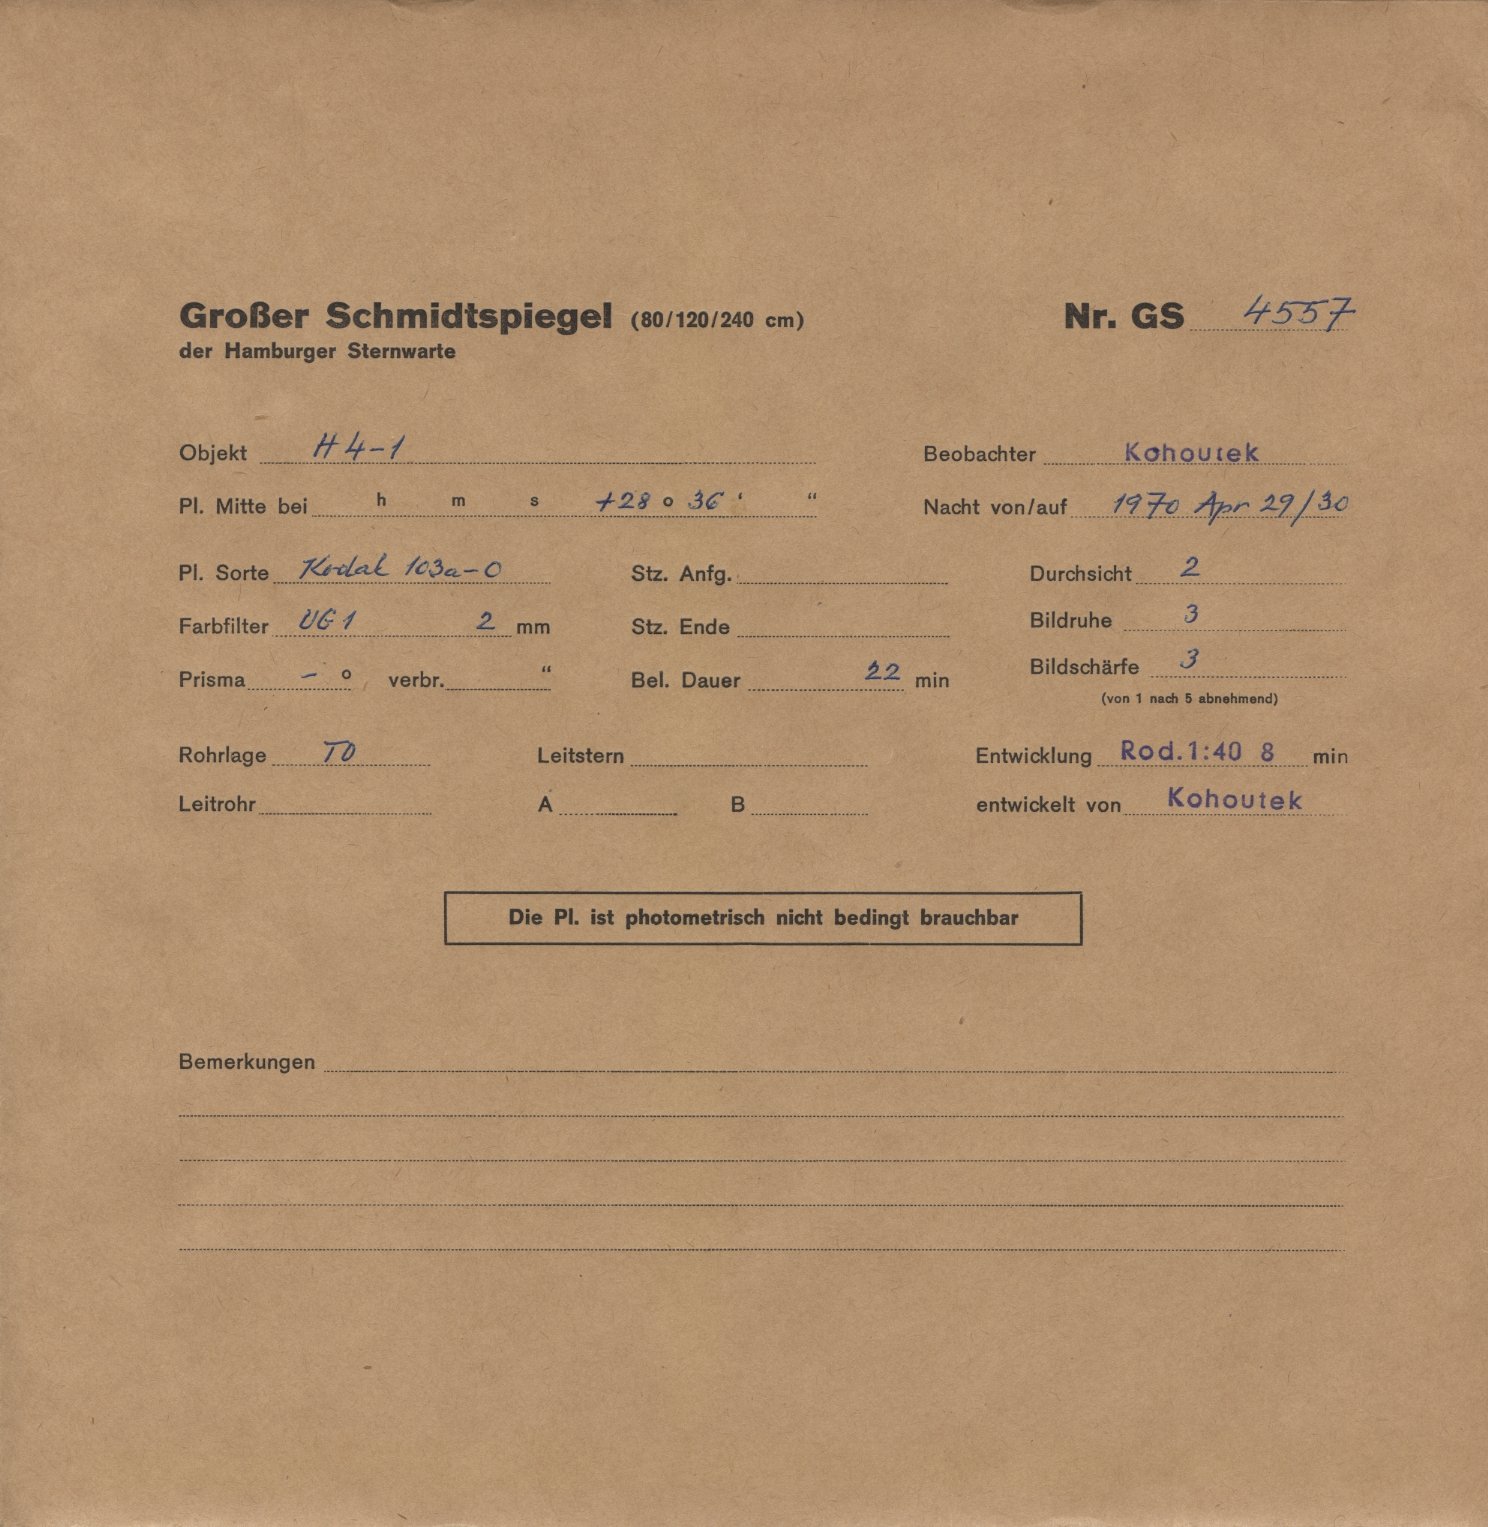 Großer Schmidtspiegel (80/120/240 cm) Nr. GS 4557
der Hamburger Sternwarte
Objekt H 4-1 Beobachter Kohoutek
Pl. Mitte bei h m s +28 o 36 ' " Nacht von/auf 1970 Apr 29/30
Pl. Sorte Kodak 103a-O Stz. Anfg. Durchsicht 2
Farbfilter UG1 2 mm Stz. Ende Bildruhe 3
Prisma - o verbr. " Bel. Dauer 22 min Bildschärfe 3
(von 1 nach 5 abnehmend)
Rohrlage TO Leitstern Entwicklung Rod.1:40 8 min
Leitrohr A B entwickelt von Kohoutek
Die Pl. ist photometrisch nicht bedingt brauchbar
Bemerkungen